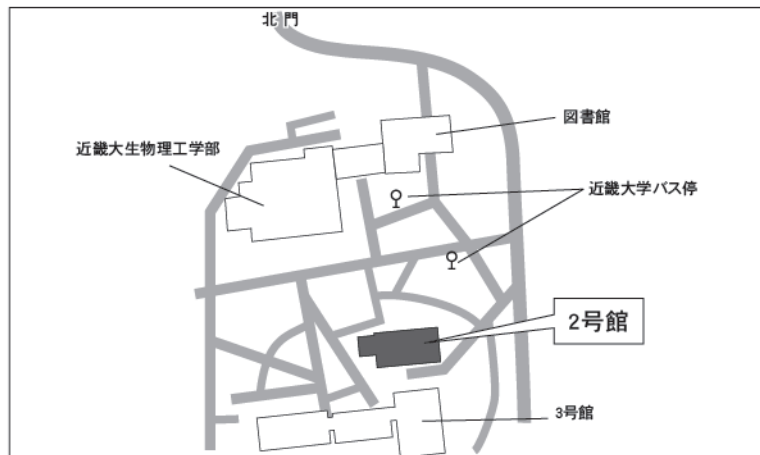 北門
図書館
近畿大生物理工学部
近畿大学バス停
2号館
3号館